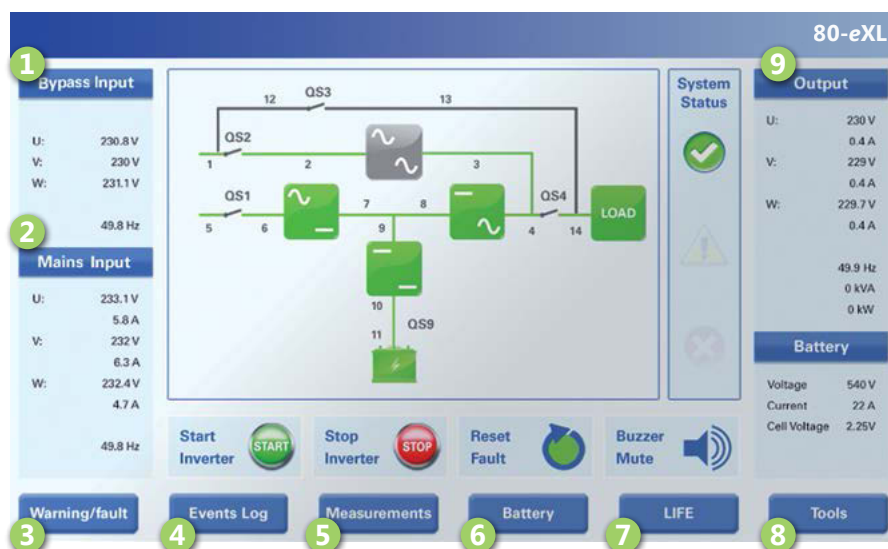 80-eXL
1
Bypass Input
U: 230.8 V
V: 230 V
W: 231.1 V
49.8 Hz
2
Mains Input
U: 233.1 V
5.8 A
V: 232 V
6.3 A
W: 232.4 V
4.7 A
49.8 Hz
12 QS3 13
QS2
1 2 3
QS1 7 8 QS4 LOAD
5 6 9 4 14
10
QS9
11
System
Status
9
Output
U: 230 V
0.4 A
V: 229 V
0.4 A
W: 229.7 V
0.4 A
49.9 Hz
0 kVA
0 kW
Battery
Voltage 540 V
Current 22 A
Cell Voltage 2.25V
Start
Inverter
START
Stop
Inverter
STOP
Reset
Fault
Buzzer
Mute
Warning/fault
3
Events Log
4
Measurements
5
Battery
6
LIFE
7
Tools
8